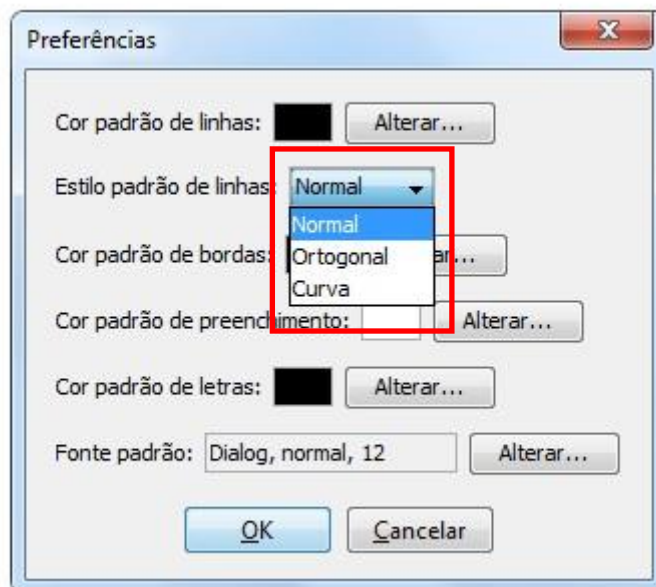 Preferências
Cor padrão de linhas: Alterar...
Estilo padrão de linhas: Normal
Normal
Ortogonal
Curva
Cor padrão de bordas:
Cor padrão de preenchimento: Alterar...
Cor padrão de letras: Alterar...
Fonte padrão: Dialog, normal, 12 Alterar...
OK Cancelar